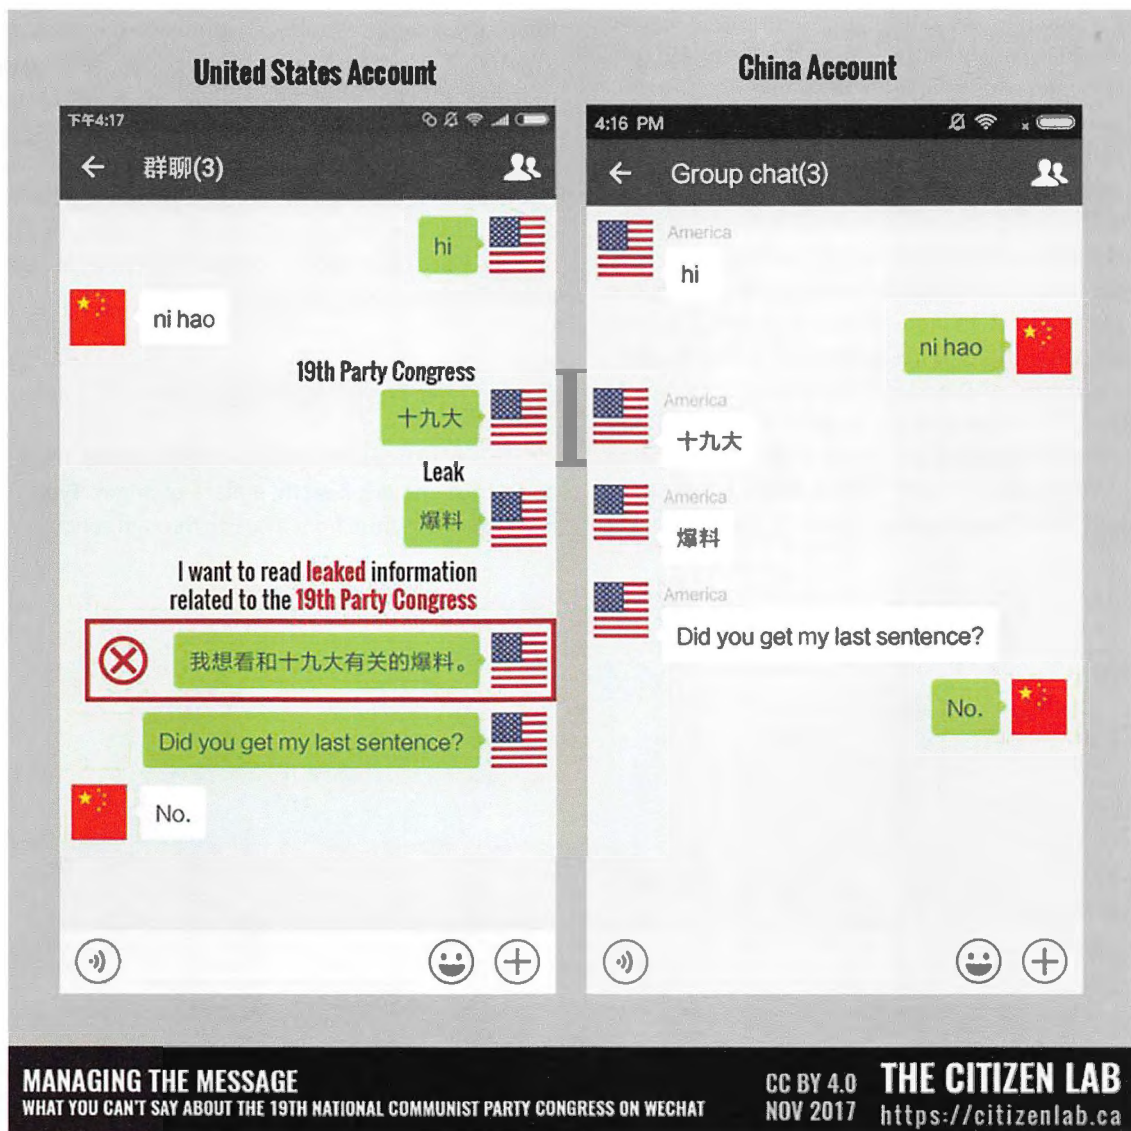 United States Account
下午4:17
群聊(3)
hi
ni hao
19th Party Congress
十九大
Leak
爆料
I want to read leaked information
related to the 19th Party Congress
我想看和十九大有关的爆料。
Did you get my last sentence?
No.
China Account
4:16 PM
Group chat(3)
America
hi
ni hao
America
十九大
America
爆料
America
Did you get my last sentence?
No.
MANAGING THE MESSAGE
WHAT YOU CAN'T SAY ABOUT THE 19TH NATIONAL COMMUNIST PARTY CONGRESS ON WECHAT
CC BY 4.0
NOV 2017
THE CITIZEN LAB
https://citizenlab.ca